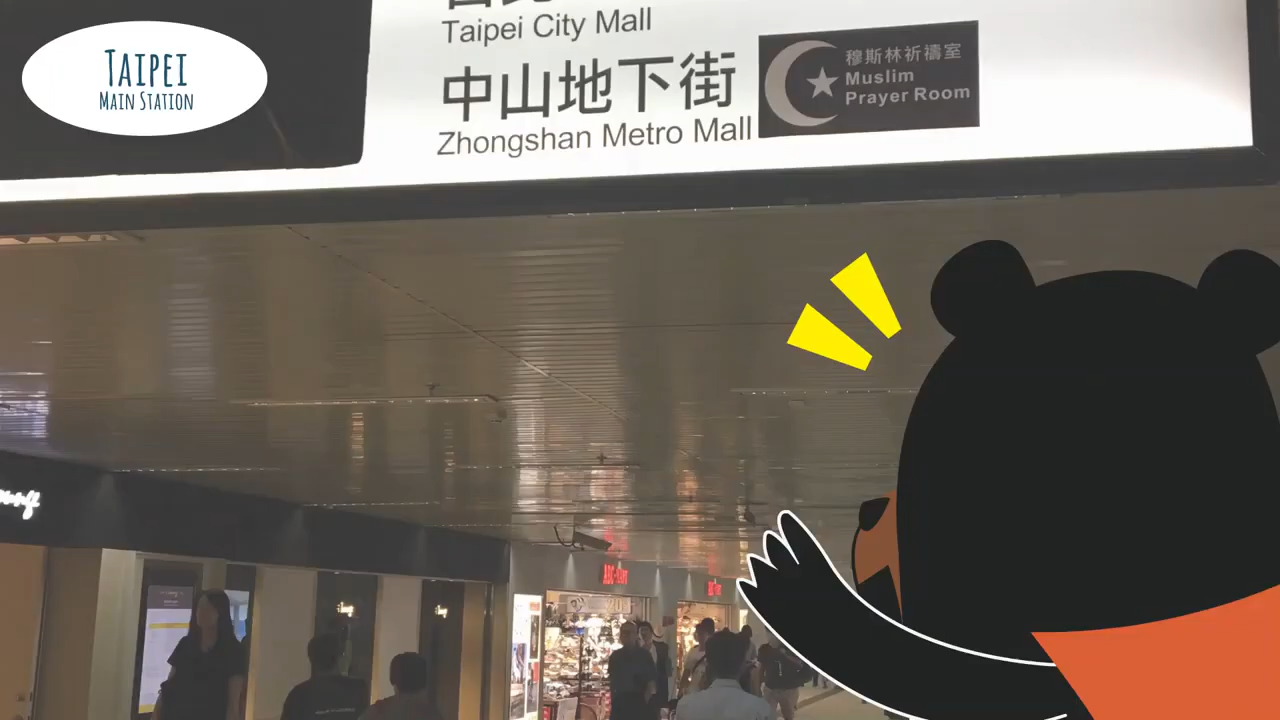 TAIPEI
MAIN STATION
Taipei City Mall
中山地下街
Zhongshan Metro Mall
穆斯林祈禱室
Muslim
Prayer Room